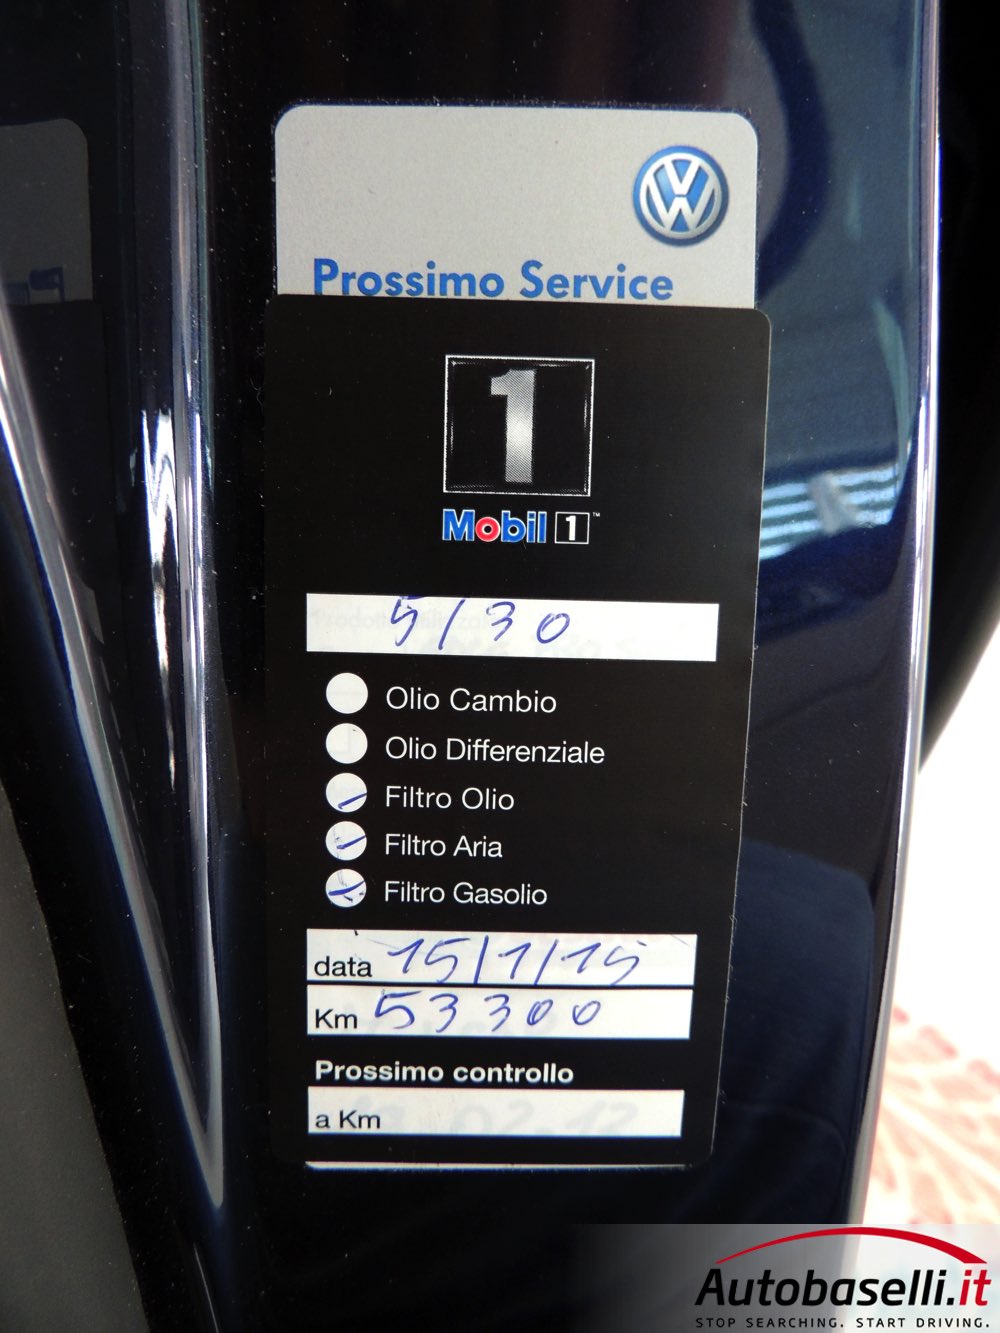 Prossimo Service
1
Mobil 1™
5/30
Olio Cambio
Olio Differenziale
Filtro Olio
Filtro Aria
Filtro Gasolio
data 15/1/15
Km 53300
Prossimo controllo
a Km
Autobaselli.it
STOP SEARCHING. START DRIVING.